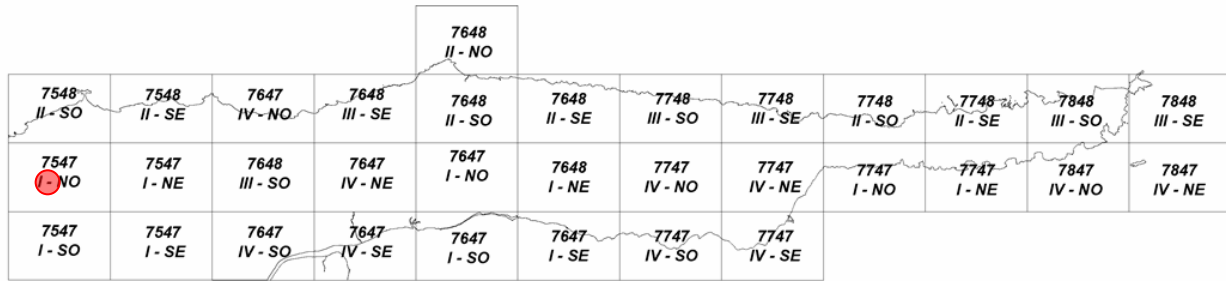 7648
II - NO
7548
II - SO
7548
II - SE
7647
IV - NO
7648
III - SE
7648
II - SO
7648
II - SE
7748
III - SO
7748
III - SE
7748
II - SO
7748
II - SE
7848
III - SO
7848
III - SE
7547
I - NO
7547
I - NE
7648
III - SO
7647
IV - NE
7647
I - NO
7648
I - NE
7747
IV - NO
7747
IV - NE
7747
I - NO
7747
I - NE
7847
IV - NO
7847
IV - NE
7547
I - SO
7547
I - SE
7647
IV - SO
7647
IV - SE
7647
I - SO
7647
I - SE
7747
IV - SO
7747
IV - SE